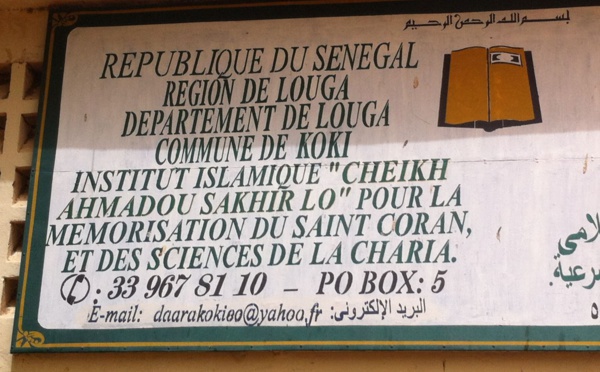 بسم الله الرحمن الرحيم
REPUBLIQUE DU SENEGAL
REGION DE LOUGA
DEPARTEMENT DE LOUGA
COMMUNE DE KOKI
INSTITUT ISLAMIQUE "CHEIKH
AHMADOU SAKHIR LO" POUR LA
MEMORISATION DU SAINT CORAN,
ET DES SCIENCES DE LA CHARIA.
: 33 967 81 10 – PO BOX: 5
E-mail: daarakokieo@yahoo.fr :البريد الإلكتروني